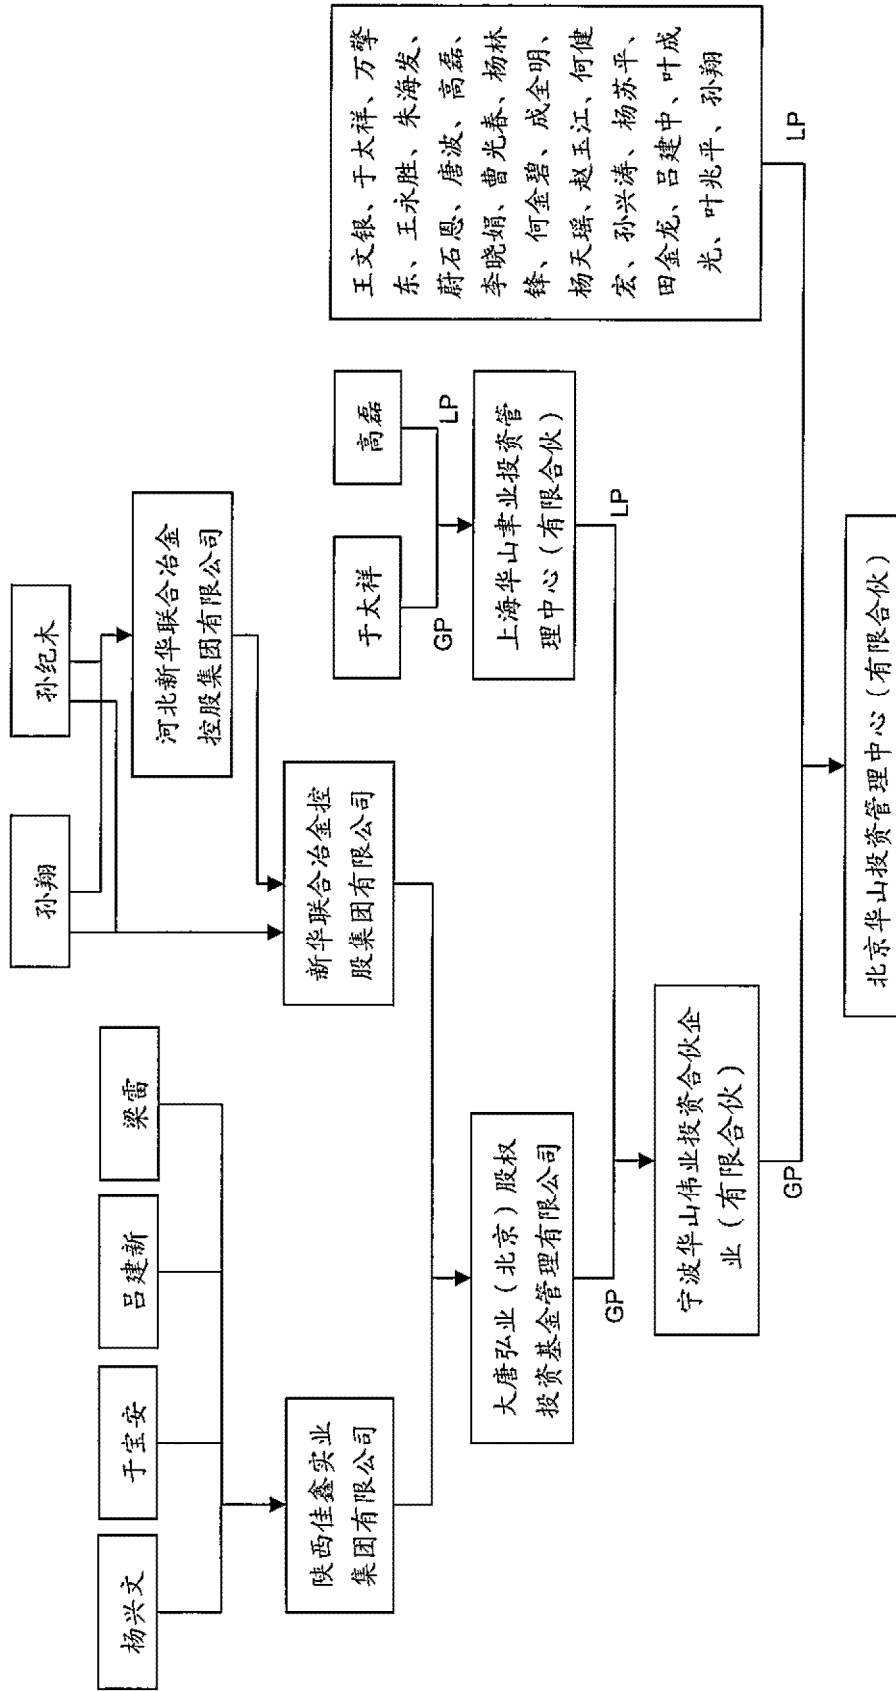 孙翔
孙纪木
杨兴文
于宝安
吕建新
梁雷
河北新华联合冶金
控股集团有限公司
陕西佳鑫实业
集团有限公司
新华联合冶金控
股集团有限公司
于太祥
高磊
GP
LP
王文银、于太祥、万擎
东、王永胜、朱海发、
蔚石恩、唐波、高磊、
李晓娟、曹光春、杨林
锋、何金碧、成全明、
杨天瑶、赵玉江、何健
宏、孙兴涛、杨苏平、
田金龙、吕建中、叶成
光、叶兆平、孙翔
大唐弘业（北京）股权
投资基金管理有限公司
上海华山聿业投资管
理中心（有限合伙）
GP
LP
宁波华山伟业投资合伙企
业（有限合伙）
GP
LP
北京华山投资管理中心（有限合伙）